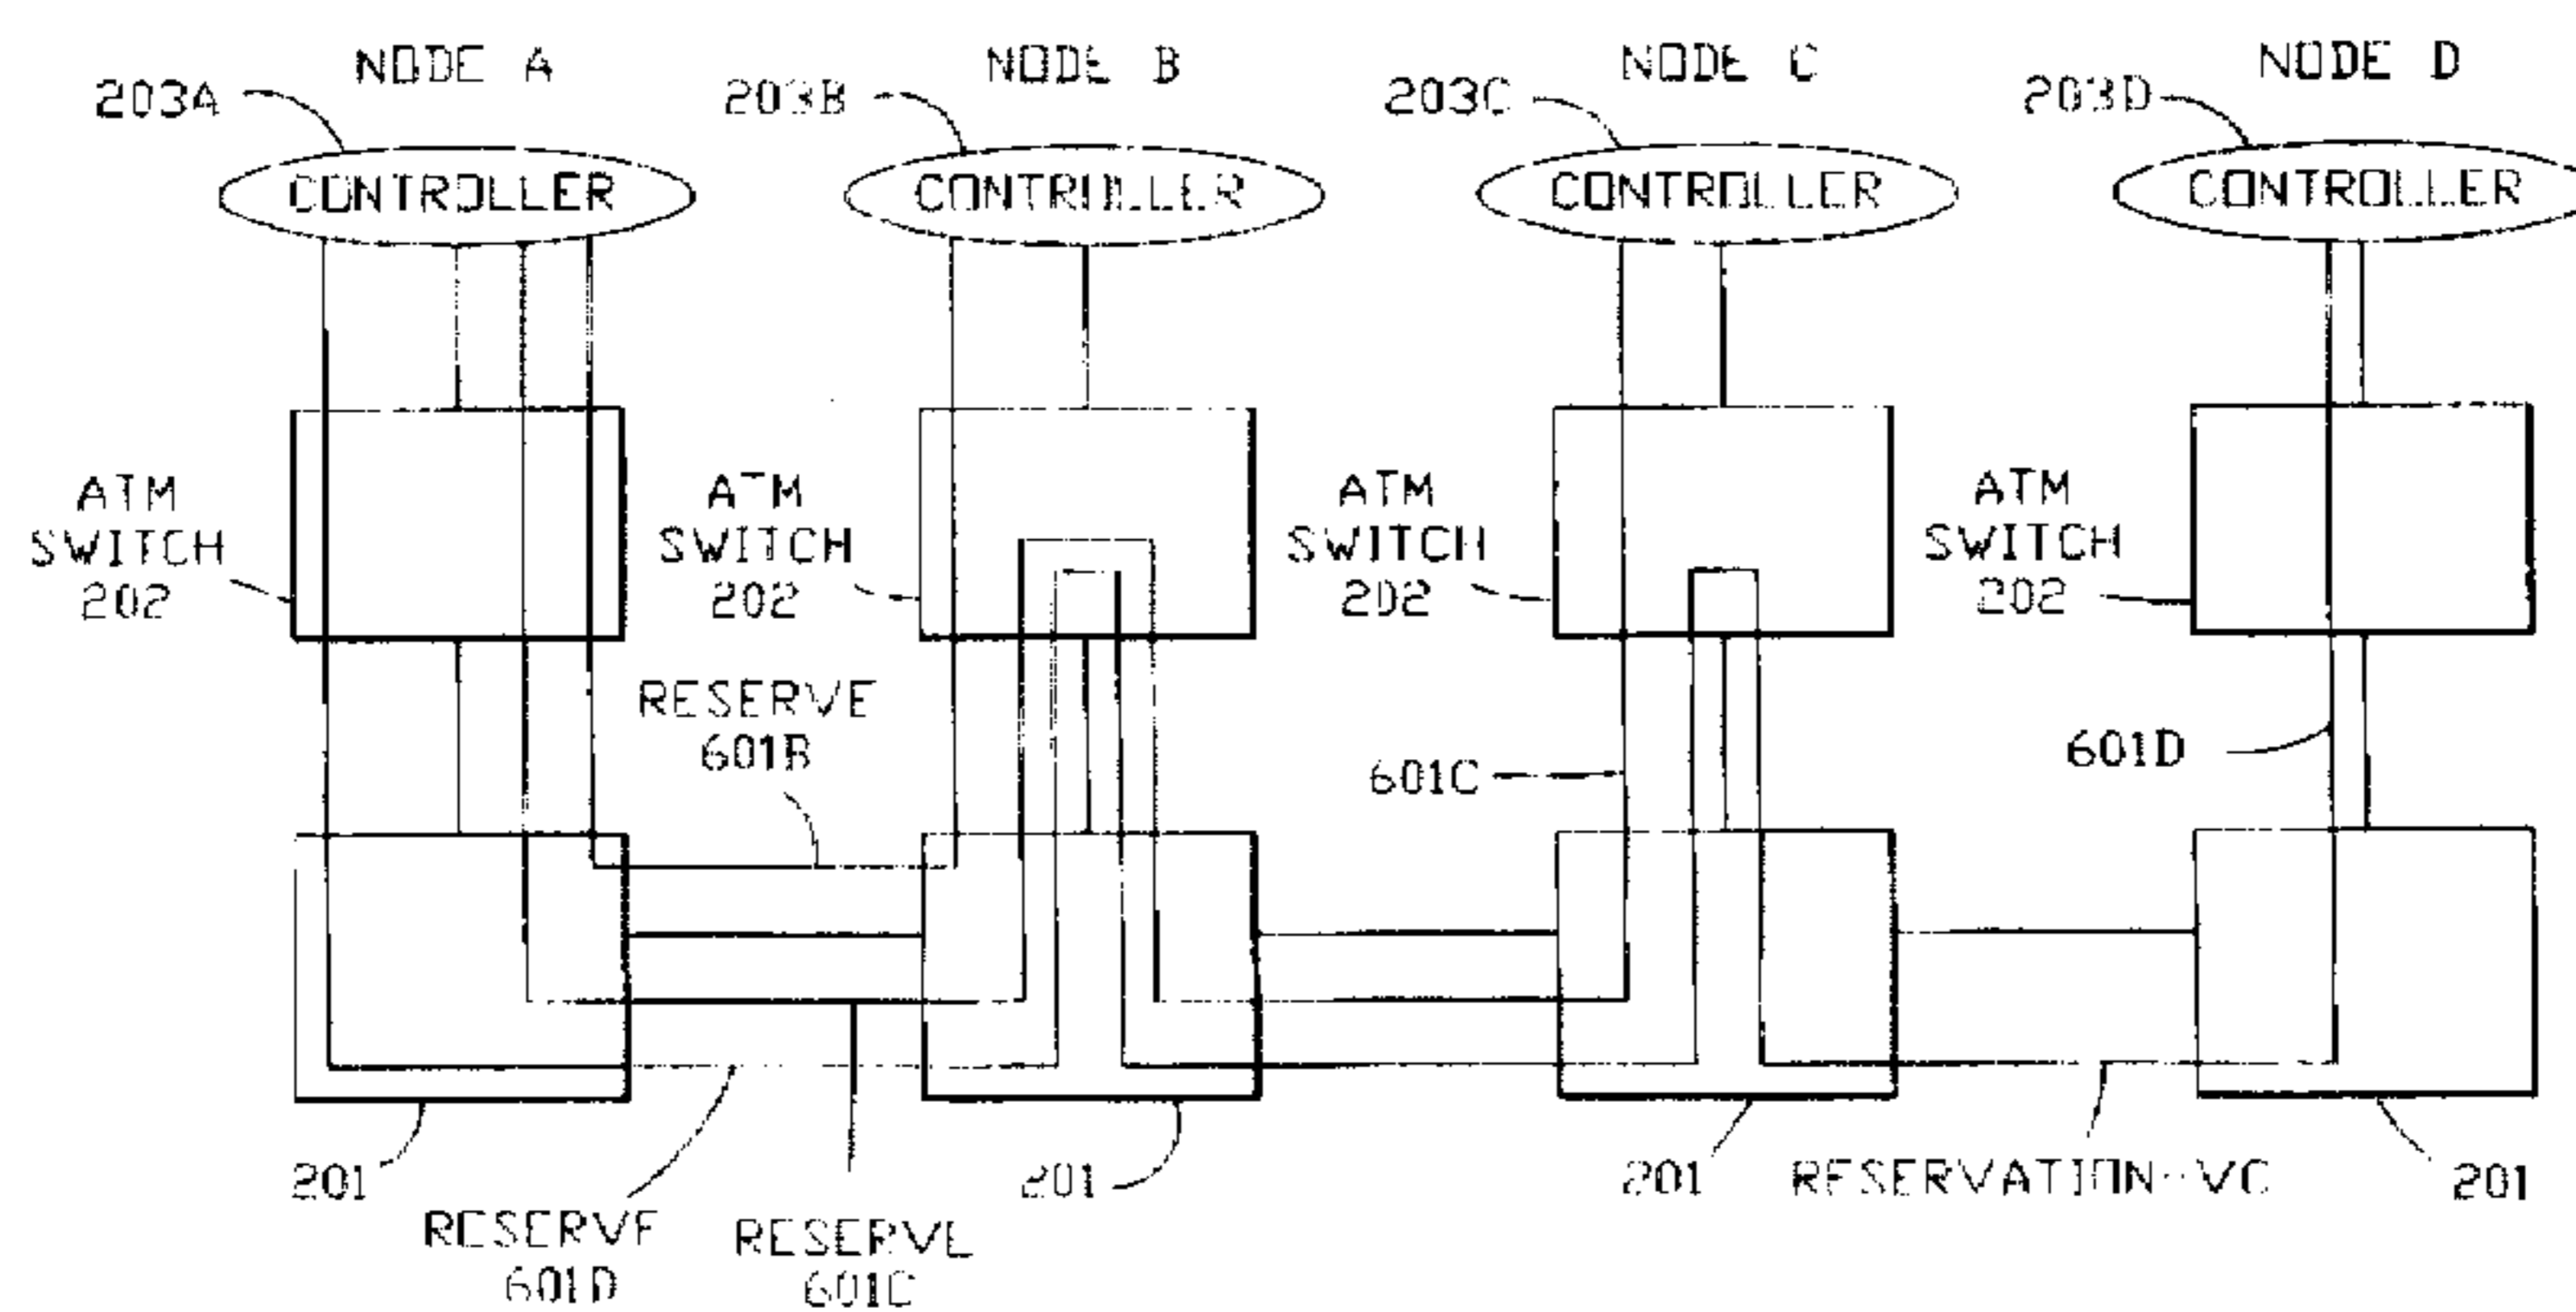 NODE A
NODE B
NODE C
NODE D
203A
203B
203C
203D
CONTROLLER
CONTROLLER
CONTROLLER
CONTROLLER
ATM
SWITCH
202
ATM
SWITCH
202
ATM
SWITCH
202
ATM
SWITCH
202
RESERVE
601B
601C
601D
201
201
201
RESERVATION-VC
201
RESERVE
601D
RESERVE
601C